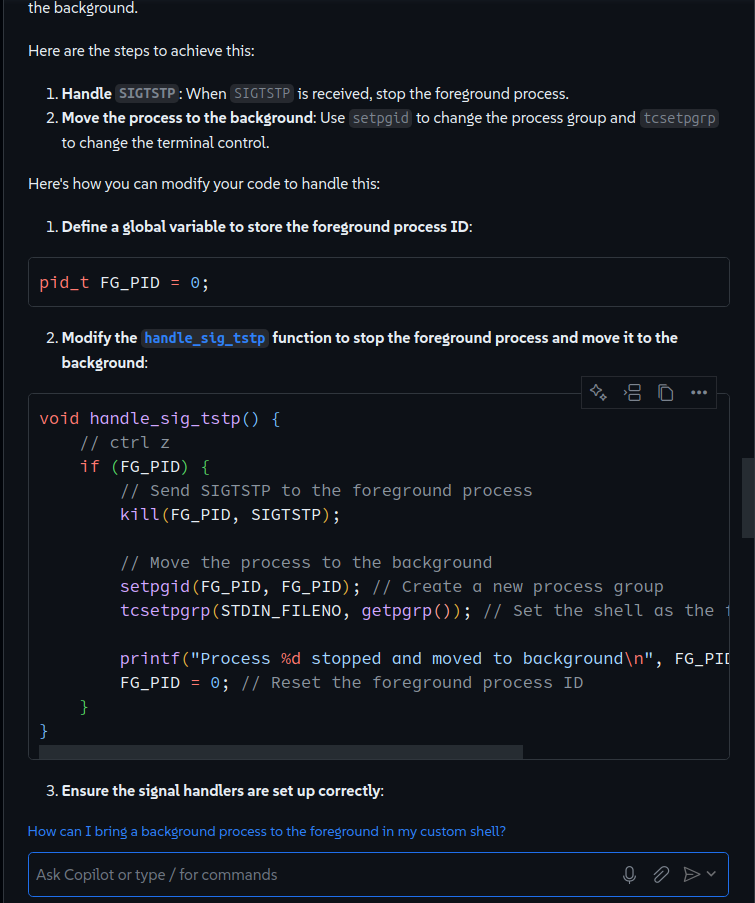 the background.
Here are the steps to achieve this:
1. Handle SIGTSTP: When SIGTSTP is received, stop the foreground process.
2. Move the process to the background: Use setpgid to change the process group and tcsetpgrp
to change the terminal control.
Here's how you can modify your code to handle this:
1. Define a global variable to store the foreground process ID:
pid_t FG_PID = 0;
2. Modify the handle_sig_tstp function to stop the foreground process and move it to the
background:
void handle_sig_tstp() {
    // ctrl z
    if (FG_PID) {
        // Send SIGTSTP to the foreground process
        kill(FG_PID, SIGTSTP);
        // Move the process to the background
        setpgid(FG_PID, FG_PID); // Create a new process group
        tcsetpgrp(STDIN_FILENO, getpgrp()); // Set the shell as the
        printf("Process %d stopped and moved to background\n", FG_PID
        FG_PID = 0; // Reset the foreground process ID
    }
}
3. Ensure the signal handlers are set up correctly:
How can I bring a background process to the foreground in my custom shell?
Ask Copilot or type / for commands